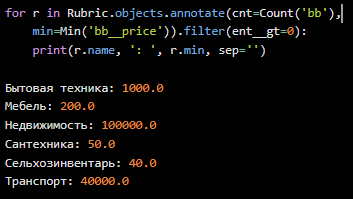 for r in Rubric.objects.annotate(cnt=Count('bb'),
min=Min('bb__price')).filter(ent__gt=0):
print(r.name, ': ', r.min, sep='')
Бытовая техника: 1000.0
Мебель: 200.0
Недвижимость: 100000.0
Сантехника: 50.0
Сельхозинвентарь: 40.0
Транспорт: 40000.0